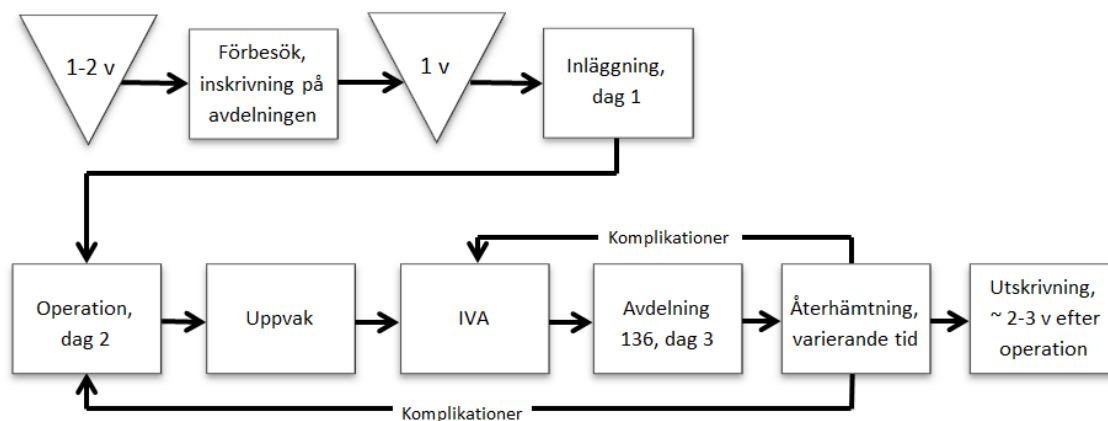 1-2 v
Förbesök,
inskrivning på
avdelningen
1 v
Inläggning,
dag 1
Komplikationer
Operation,
dag 2
Uppvak
IVA
Avdelning
136, dag 3
Återhämtning,
varierande tid
Utskrivning,
~ 2-3 v efter
operation
Komplikationer